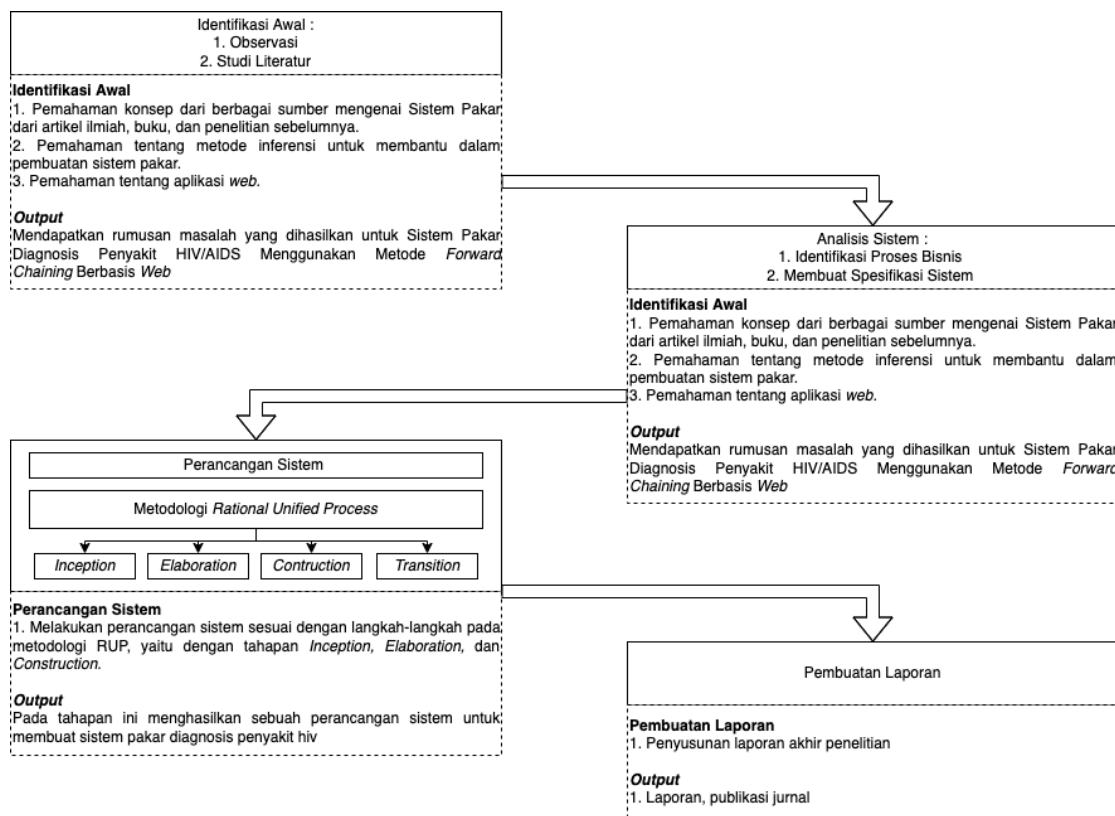 Identifikasi Awal :
1. Observasi
2. Studi Literatur
Identifikasi Awal
1. Pemahaman konsep dari berbagai sumber mengenai Sistem Pakar
dari artikel ilmiah, buku, dan penelitian sebelumnya.
2. Pemahaman tentang metode inferensi untuk membantu dalam
pembuatan sistem pakar.
3. Pemahaman tentang aplikasi web.
Output
Mendapatkan rumusan masalah yang dihasilkan untuk Sistem Pakar
Diagnosis Penyakit HIV/AIDS Menggunakan Metode Forward
Chaining Berbasis Web
Analisis Sistem :
1. Identifikasi Proses Bisnis
2. Membuat Spesifikasi Sistem
Identifikasi Awal
1. Pemahaman konsep dari berbagai sumber mengenai Sistem Pakar
dari artikel ilmiah, buku, dan penelitian sebelumnya.
2. Pemahaman tentang metode inferensi untuk membantu dalam
pembuatan sistem pakar.
3. Pemahaman tentang aplikasi web.
Output
Mendapatkan rumusan masalah yang dihasilkan untuk Sistem Pakar
Diagnosis Penyakit HIV/AIDS Menggunakan Metode Forward
Chaining Berbasis Web
Perancangan Sistem
Metodologi Rational Unified Process
Inception
Elaboration
Contruction
Transition
Perancangan Sistem
1. Melakukan perancangan sistem sesuai dengan langkah-langkah pada
metodologi RUP, yaitu dengan tahapan Inception, Elaboration, dan
Construction.
Output
Pada tahapan ini menghasilkan sebuah perancangan sistem untuk
membuat sistem pakar diagnosis penyakit hiv
Pembuatan Laporan
Pembuatan Laporan
1. Penyusunan laporan akhir penelitian
Output
1. Laporan, publikasi jurnal